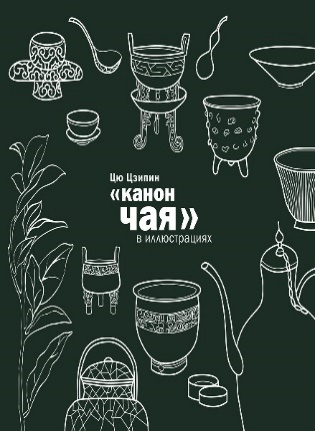 Цю Цзипин
«канон
чая»
в иллюстрациях